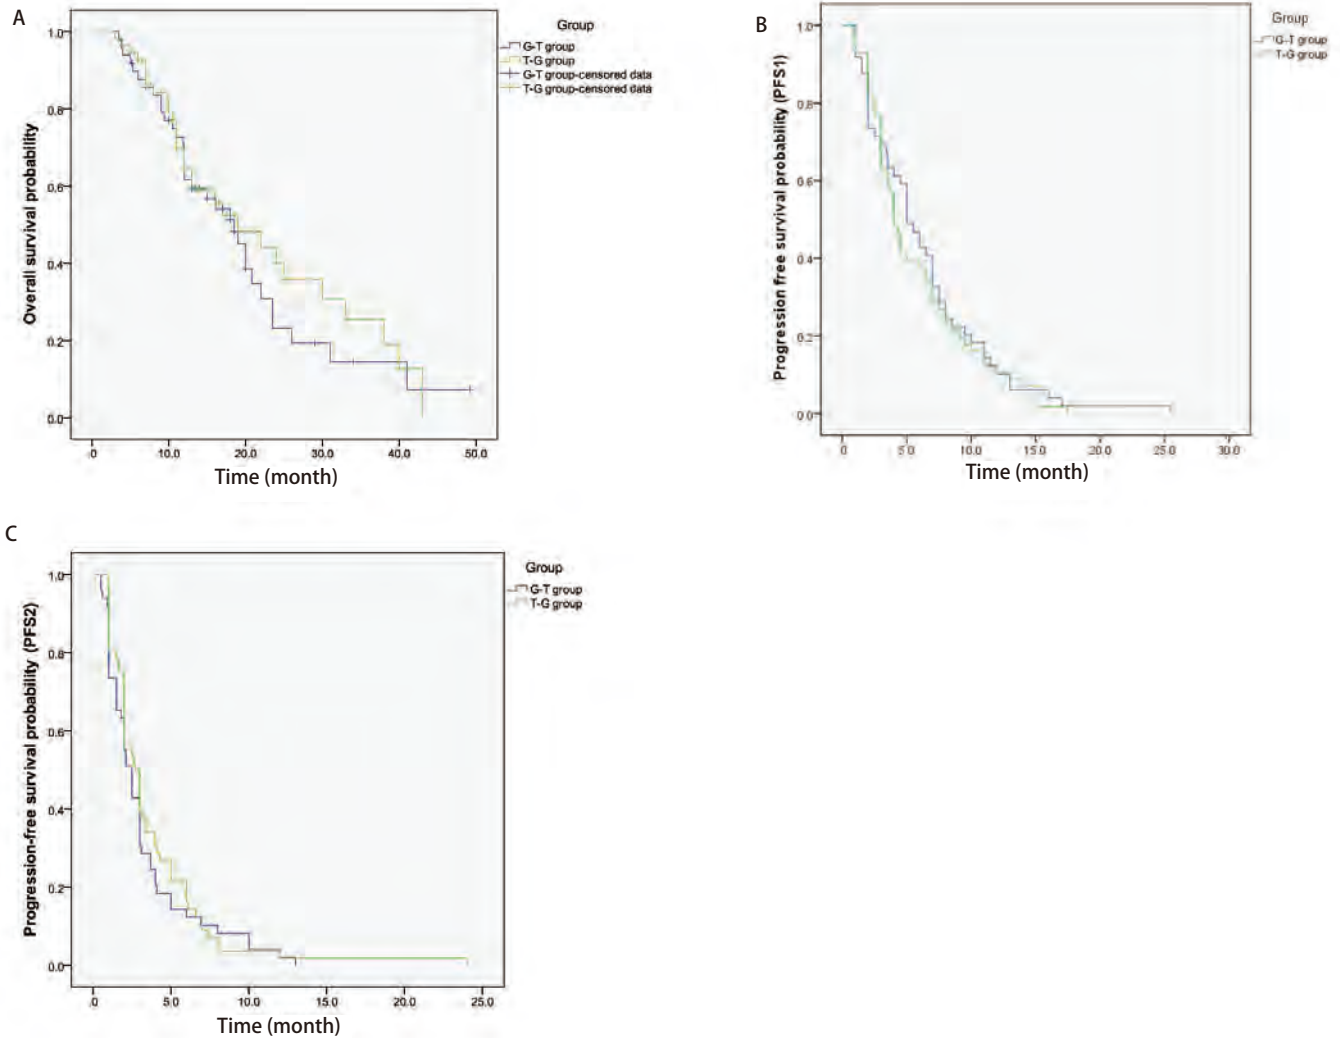 A
Group
G-T group
T-G group
G-T group-censored data
T-G group-censored data
Overall survival probability
1.0
0.8
0.6
0.4
0.2
0.0
.0 10.0 20.0 30.0 40.0 50.0
Time (month)
B
Group
G-T group
T-G group
Progression free survival probability (PFS1)
1.0
0.8
0.6
0.4
0.2
0.0
0 5.0 10.0 15.0 20.0 30.0
Time (month)
C
Group
G-T group
T-G group
Progression-free survival probability (PFS2)
1.0
0.8
0.6
0.4
0.2
0.0
.0 5.0 10.0 15.0 20.0 25.0
Time (month)